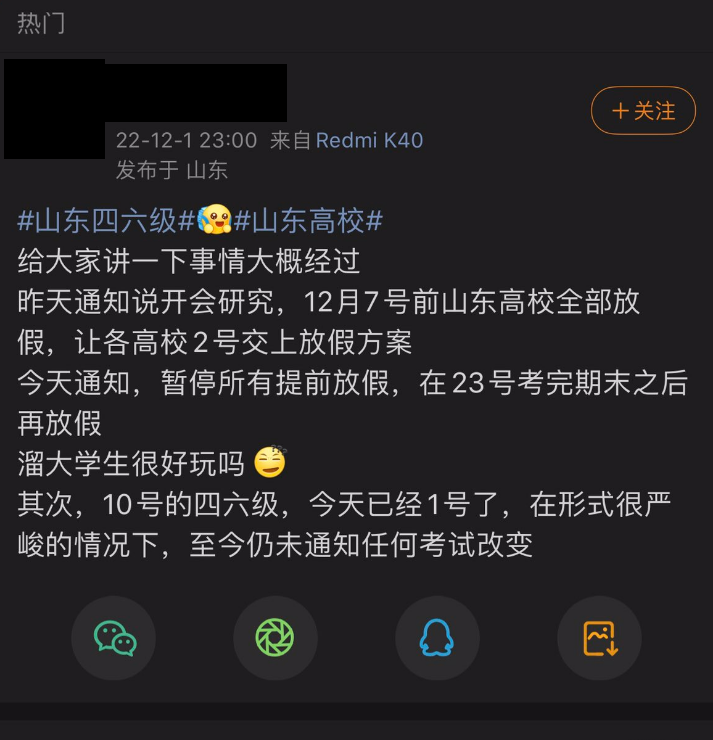 热门
+关注
22-12-1 23:00 来自 Redmi K40
发布于 山东
#山东四六级##山东高校#
给大家讲一下事情大概经过
昨天通知说开会研究，12月7号前山东高校全部放
假，让各高校2号交上放假方案
今天通知，暂停所有提前放假，在23号考完期末之后
再放假
溜大学生很好玩吗
其次，10号的四六级，今天已经1号了，在形式很严
峻的情况下，至今仍未通知任何考试改变